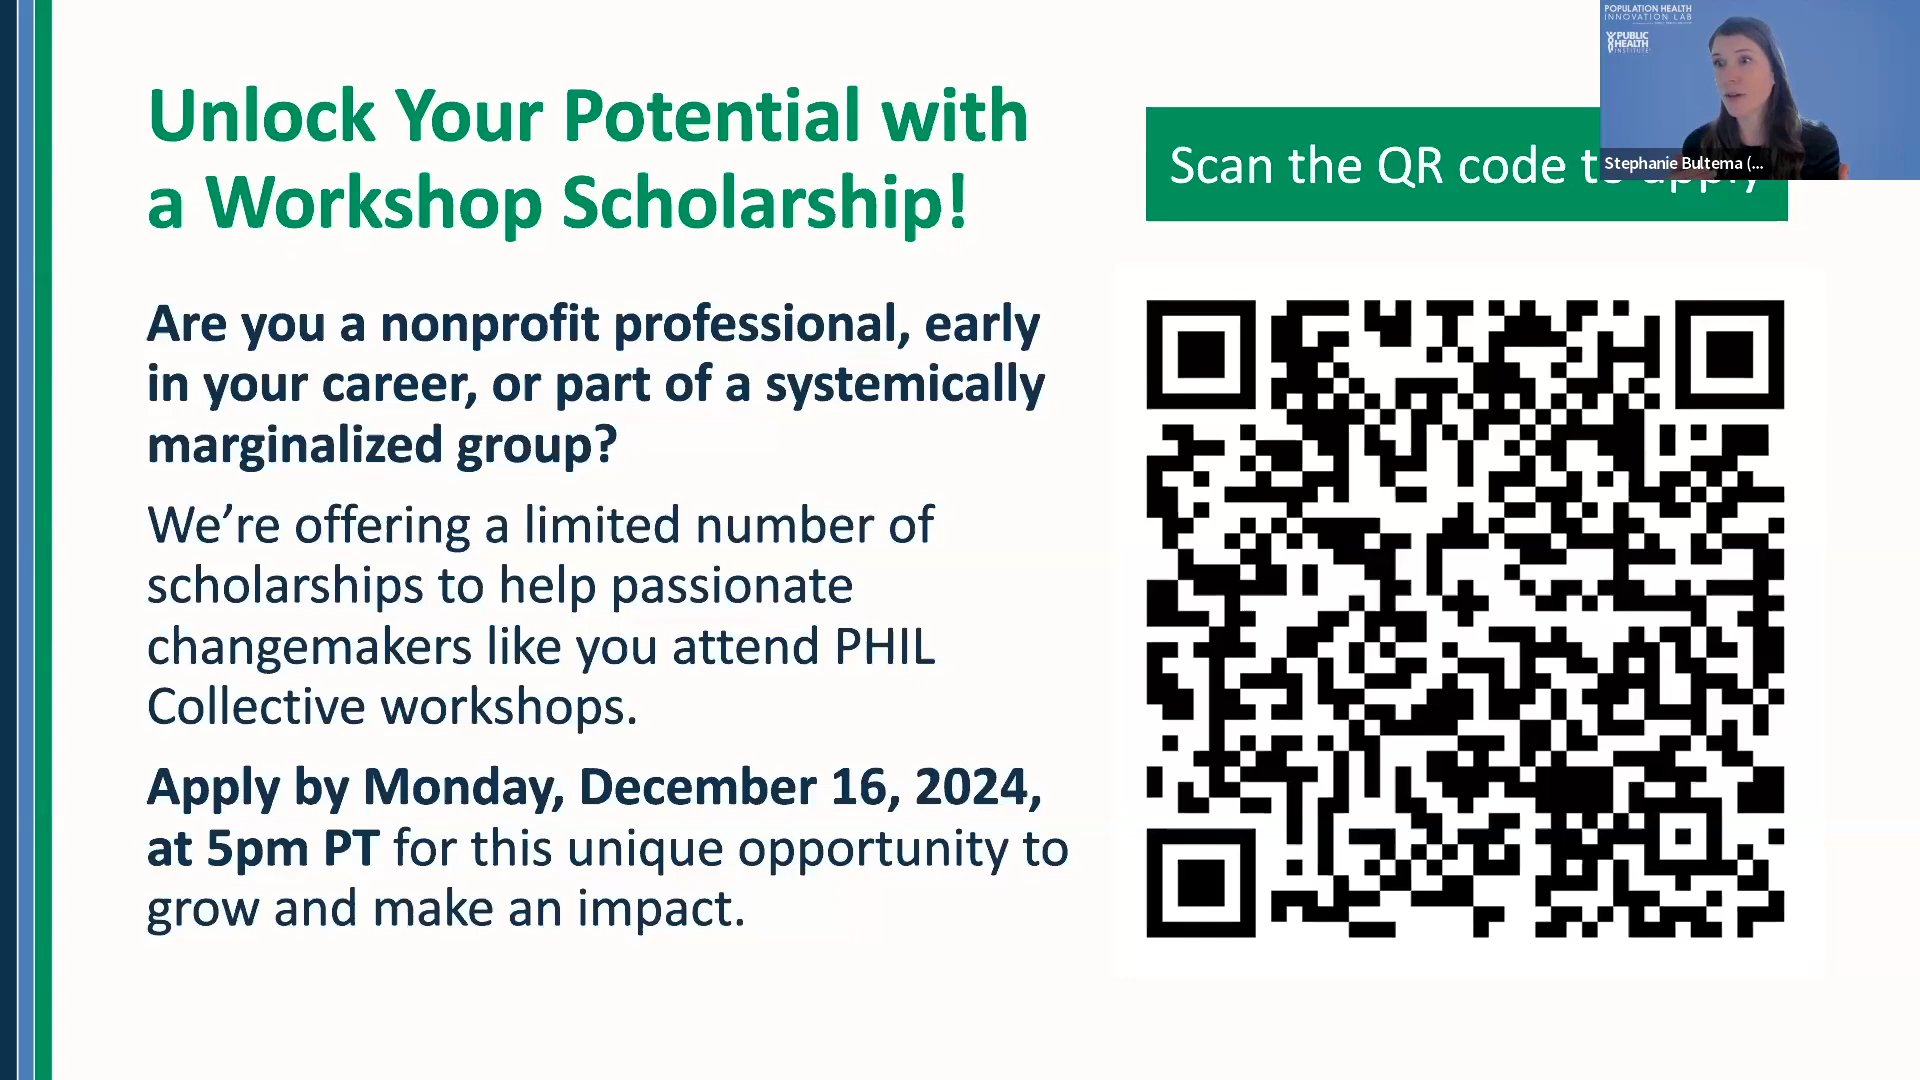 POPULATION HEALTH
INNOVATION LAB
PUBLIC
HEALTH
INSTITUTE
Unlock Your Potential with
a Workshop Scholarship!
Scan the QR code to apply
Stephanie Bultema (...
Are you a nonprofit professional, early
in your career, or part of a systemically
marginalized group?
We’re offering a limited number of
scholarships to help passionate
changemakers like you attend PHIL
Collective workshops.
Apply by Monday, December 16, 2024,
at 5pm PT for this unique opportunity to
grow and make an impact.